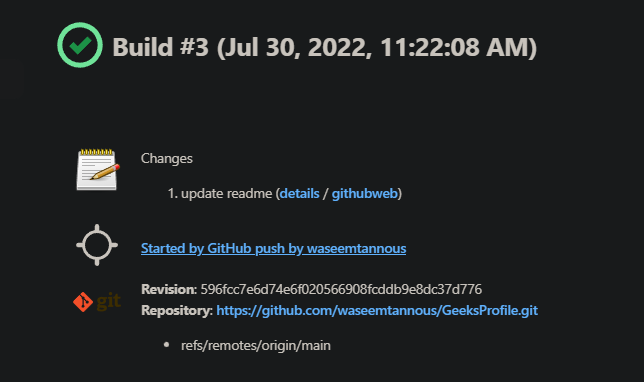 Build #3 (Jul 30, 2022, 11:22:08 AM)
Changes
1. update readme (details / githubweb)
Started by GitHub push by waseemtannous
git
Revision: 596fcc7e6d74e6f020566908fcddb9e8dc37d776
Repository: https://github.com/waseemtannous/GeeksProfile.git
• refs/remotes/origin/main